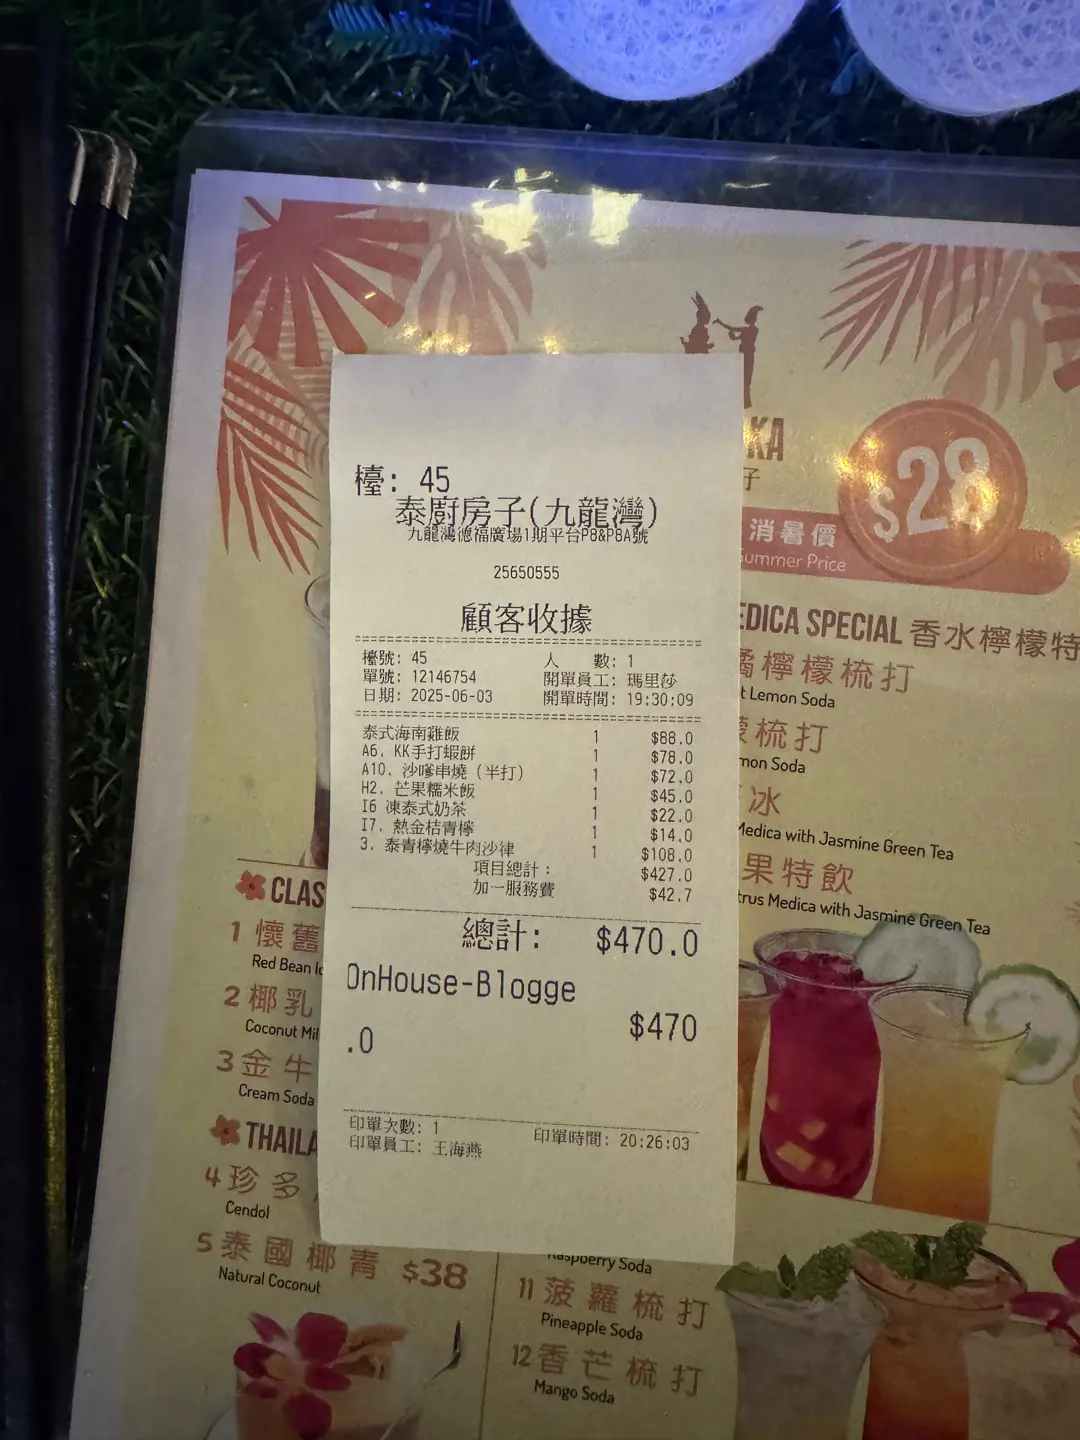 KA
子
$28
消暑價
Summer Price
檯: 45
泰廚房子(九龍灣)
九龍灣德福廣場1期平台P8&P8A號
25650555
顧客收據
檯號: 45 人 數: 1
單號: 12146754 開單員工: 瑪里莎
日期: 2025-06-03 開單時間: 19:30:09
泰式海南雞飯 1 $88.0
A6. KK手打蝦餅 1 $78.0
A10. 沙嗲串燒 (半打) 1 $72.0
H2. 芒果糯米飯 1 $45.0
I6 凍泰式奶茶 1 $22.0
I7. 熱金桔青檸 1 $14.0
3. 泰青檸燒牛肉沙律 1 $108.0
項目總計: $427.0
加一服務費 $42.7
總計: $470.0
OnHouse-Blogge
$470
.0
印單次數: 1 印單時間: 20:26:03
印單員工: 王海燕
EDICA SPECIAL 香水檸檬特
橘檸檬梳打
t Lemon Soda
檬梳打
mon Soda
冰
Medica with Jasmine Green Tea
果特飲
trus Medica with Jasmine Green Tea
CLAS
1 懷舊
Red Bean Ic
2 椰乳
Coconut Mil
3 金牛
Cream Soda
THAILA
4 珍多
Cendol
5 泰國椰青 $38
Natural Coconut
Raspberry Soda
11 菠蘿梳打
Pineapple Soda
12 香芒梳打
Mango Soda